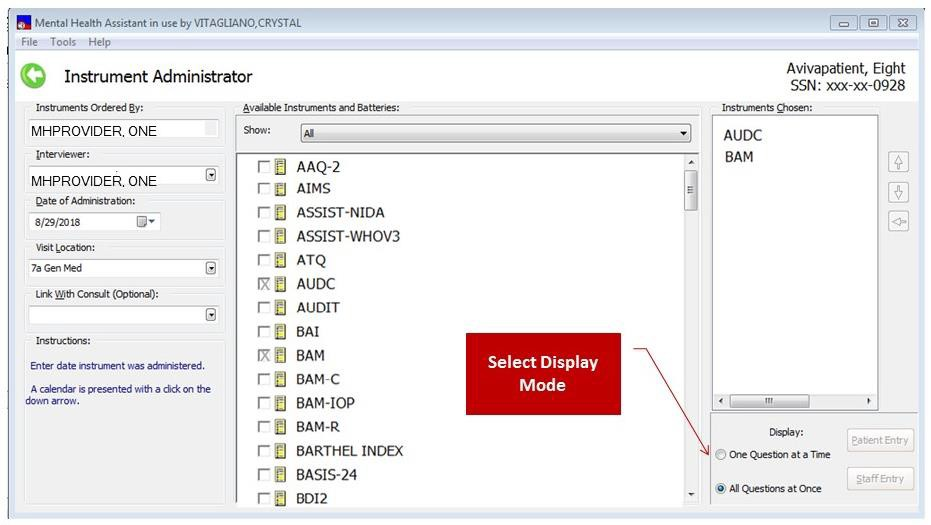 Mental Health Assistant in use by VITAGLIANO,CRYSTAL
File Tools Help
Instrument Administrator
Avivapatient, Eight
SSN: xxx-xx-0928
Instruments Ordered By:
MHPROVIDER, ONE
Interviewer:
MHPROVIDER, ONE
Date of Administration:
8/29/2018
Visit Location:
7a Gen Med
Link With Consult (Optional):
Instructions:
Enter date instrument was administered.
A calendar is presented with a click on the
down arrow.
Available Instruments and Batteries:
Show: All
AAQ-2
AIMS
ASSIST-NIDA
ASSIST-WHOV3
ATQ
AUDC
AUDIT
BAI
BAM
BAM-C
BAM-IOP
BAM-R
BARTHEL INDEX
BASIS-24
BDI2
Select Display
Mode
Instruments Chosen:
AUDC
BAM
Display:
One Question at a Time
All Questions at Once
Patient Entry
Staff Entry